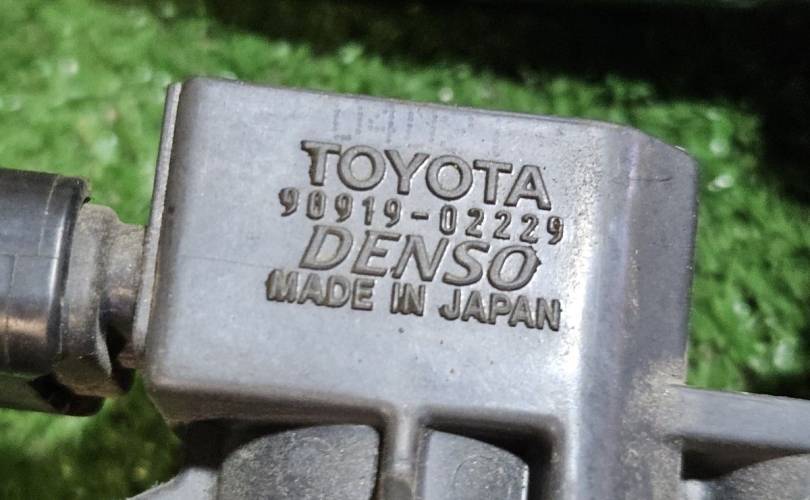 TOYOTA
90919-02229
DENSO
MADE IN JAPAN